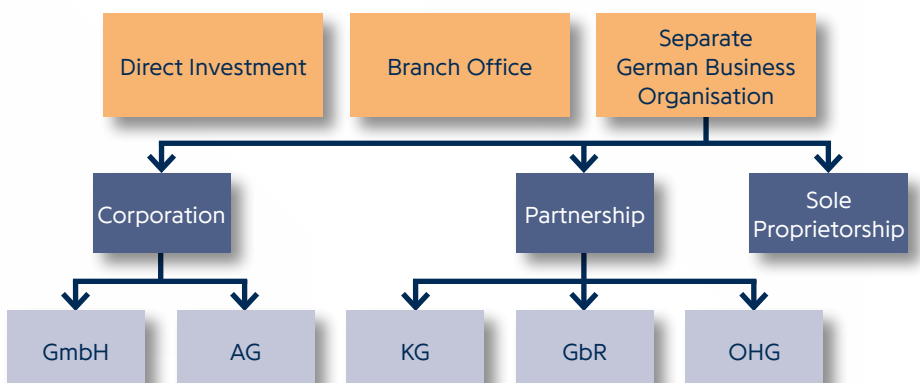 Direct Investment
Branch Office
Separate
German Business
Organisation
Corporation
Partnership
Sole
Proprietorship
GmbH
AG
KG
GbR
OHG